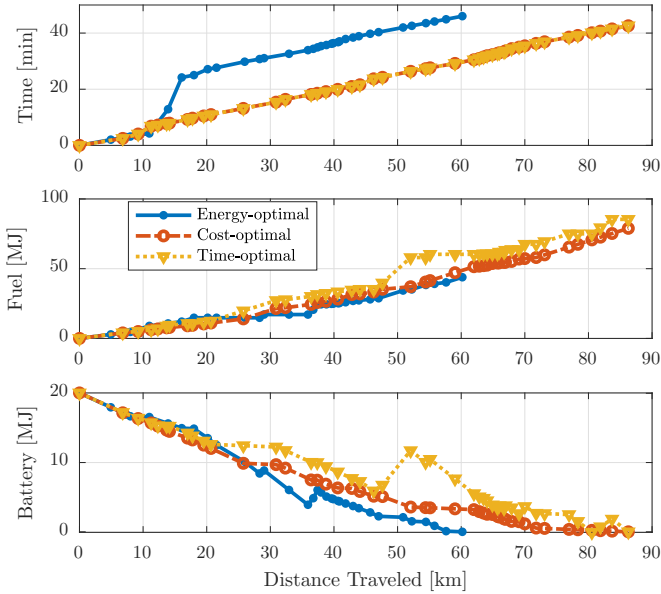 Time [min]
40
20
0
0 10 20 30 40 50 60 70 80 90
Fuel [MJ]
100
50
0
Energy-optimal
Cost-optimal
Time-optimal
0 10 20 30 40 50 60 70 80 90
Battery [MJ]
20
10
0
0 10 20 30 40 50 60 70 80 90
Distance Traveled [km]